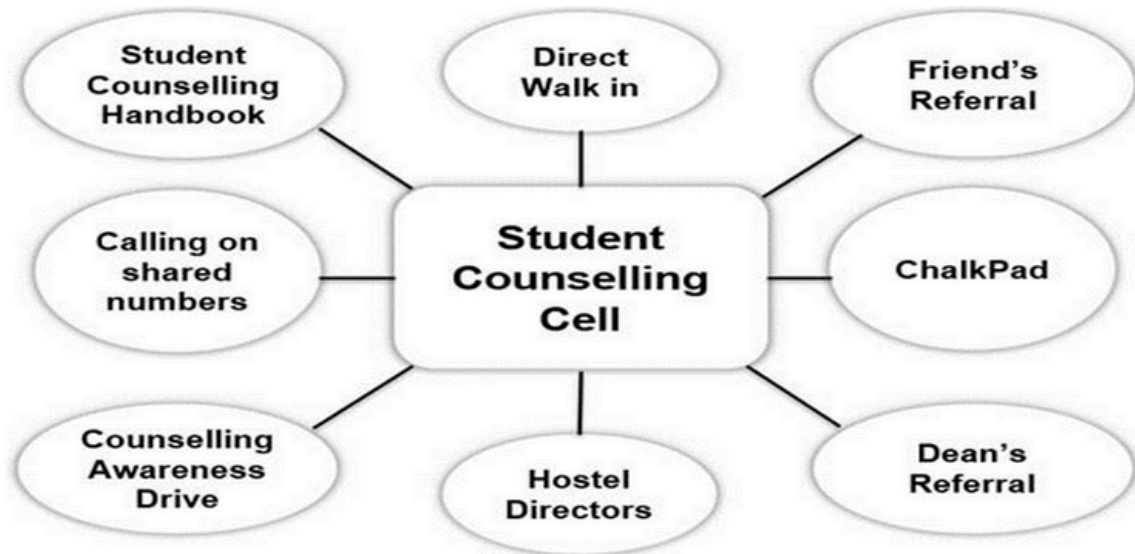 Student
Counselling
Handbook
Direct
Walk in
Friend's
Referral
Calling on
shared
numbers
Student
Counselling
Cell
ChalkPad
Counselling
Awareness
Drive
Hostel
Directors
Dean's
Referral